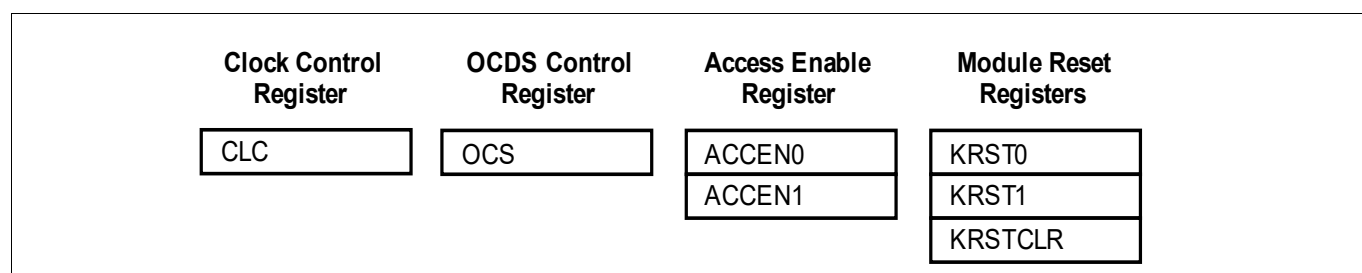 Clock Control
Register
CLC
OCDS Control
Register
OCS
Access Enable
Register
ACCEN0
ACCEN1
Module Reset
Registers
KRST0
KRST1
KRSTCLR